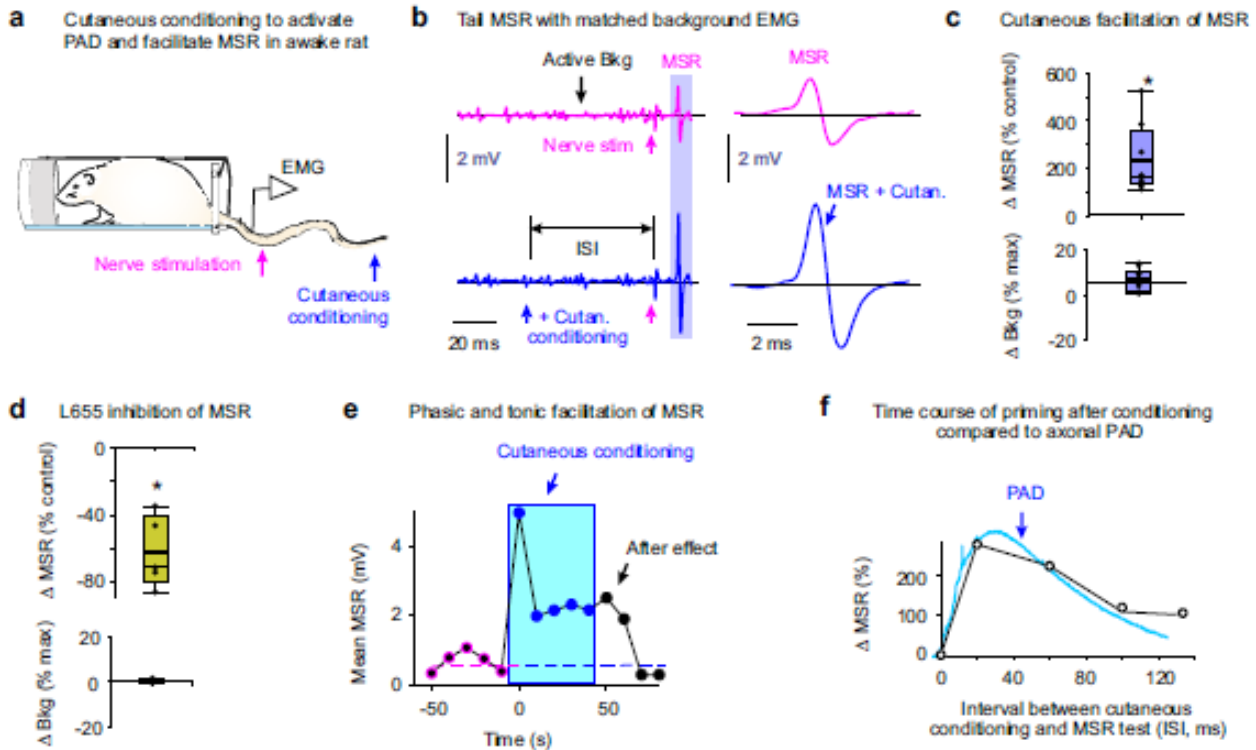 a Cutaneous conditioning to activate
PAD and facilitate MSR in awake rat
EMG
Nerve stimulation
Cutaneous
conditioning
b Tail MSR with matched background EMG
Active Bkg
MSR
MSR
Nerve stim
2 mV
2 mV
MSR + Cutan.
ISI
+ Cutan.
conditioning
20 ms
2 ms
c Cutaneous facilitation of MSR
Δ MSR (% control)
600
400
200
0
*
Δ Bkg (% max)
20
0
-20
d L655 inhibition of MSR
Δ MSR (% control)
0
-40
-80
*
Δ Bkg (% max)
20
0
-20
e Phasic and tonic facilitation of MSR
Cutaneous conditioning
After effect
Mean MSR (mV)
4
2
0
-50 0 50
Time (s)
f Time course of priming after conditioning
compared to axonal PAD
PAD
Δ MSR (%)
200
100
0
0 40 80 120
Interval between cutaneous
conditioning and MSR test (ISI, ms)